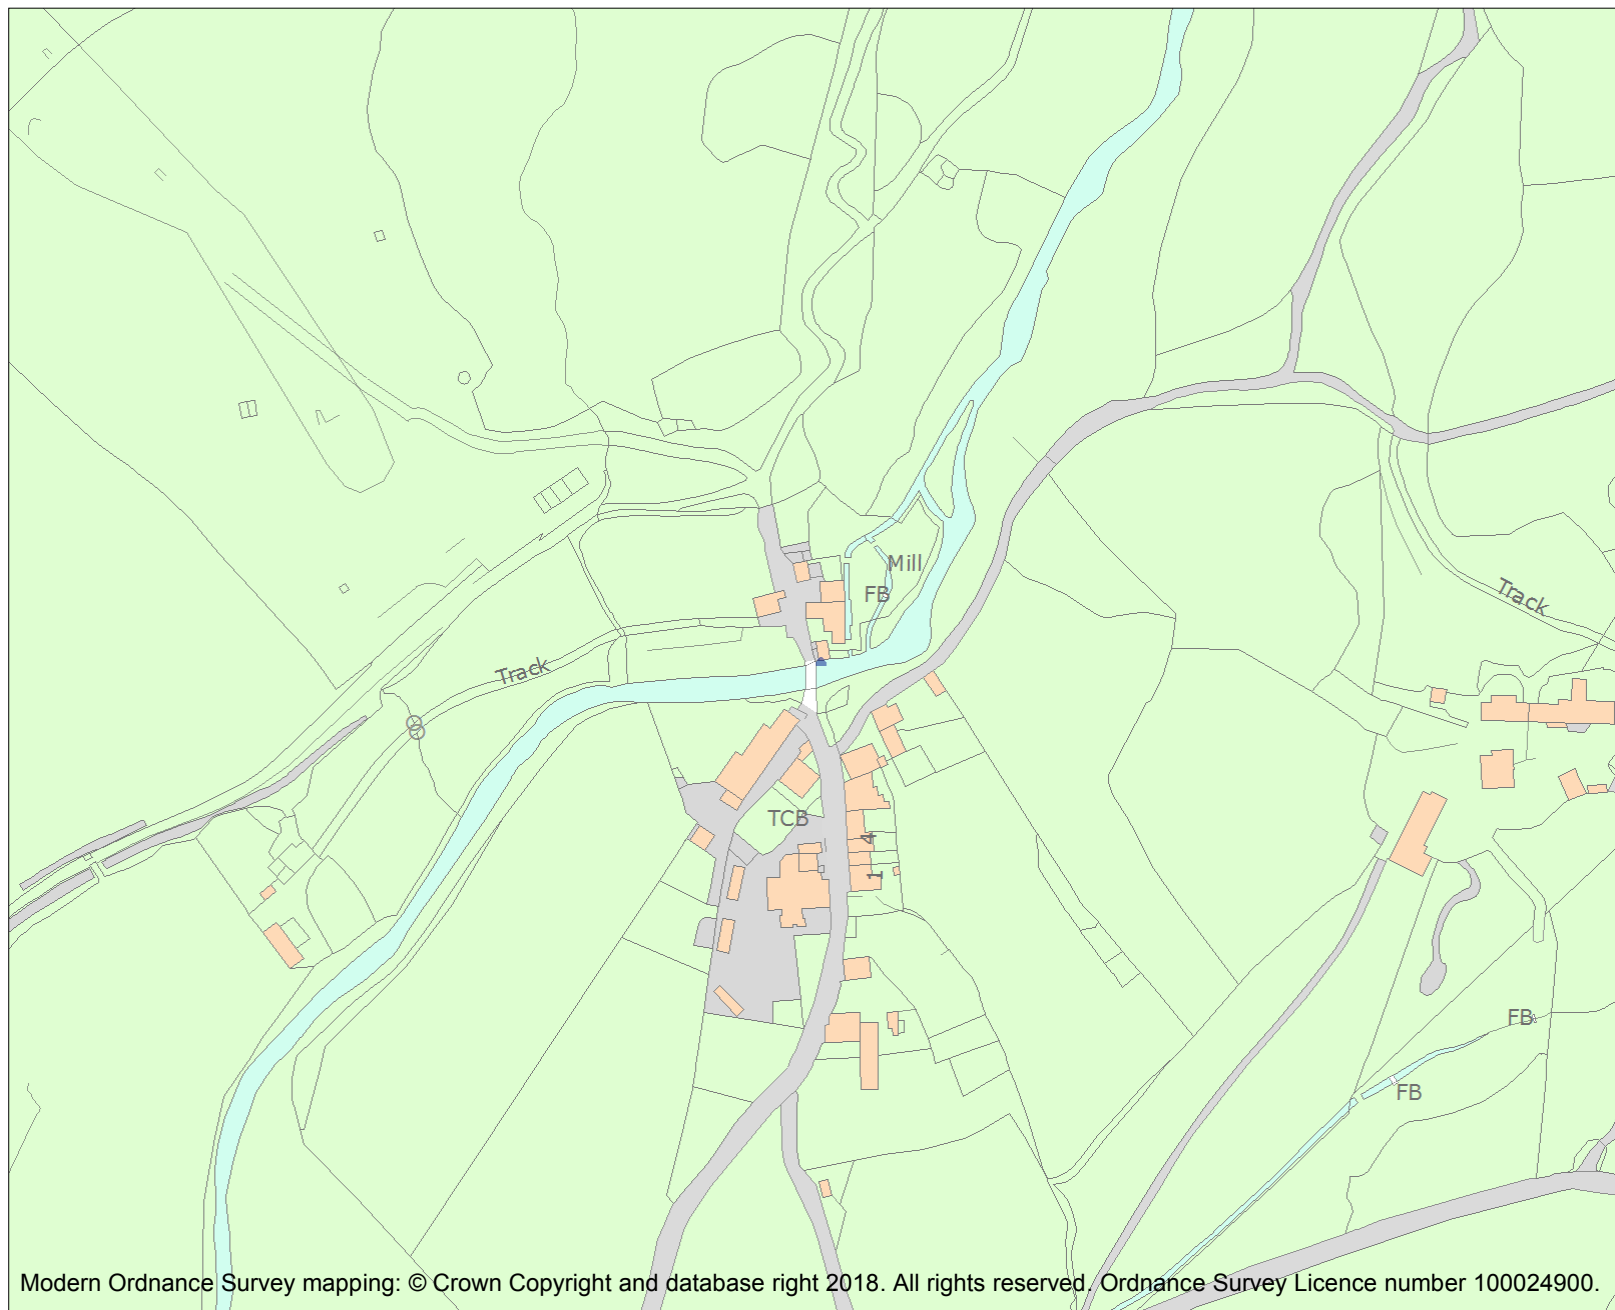 Mill
FB
Track
Track
TCB
4
1
FB
FB
Modern Ordnance Survey mapping: © Crown Copyright and database right 2018. All rights reserved. Ordnance Survey Licence number 100024900.